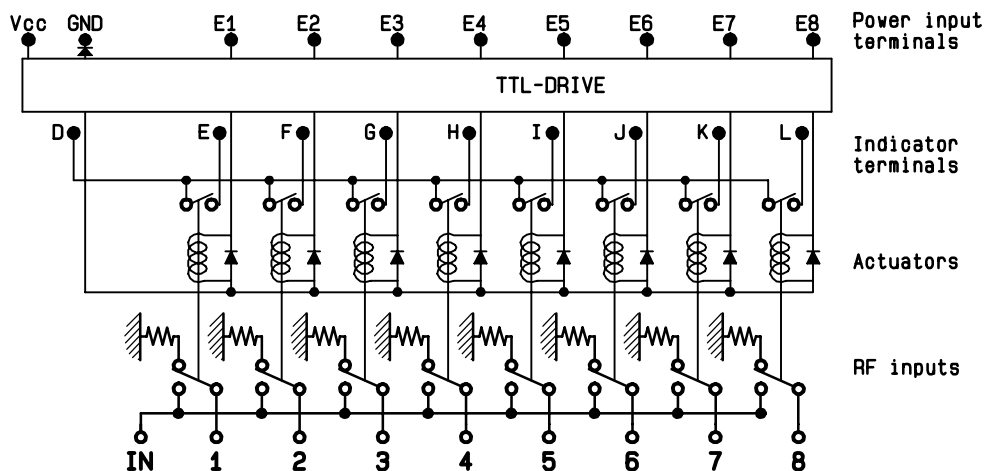 Vcc GND E1 E2 E3 E4 E5 E6 E7 E8 Power input
terminals
TTL-DRIVE
D E F G H I J K L Indicator
terminals
Actuators
RF inputs
IN 1 2 3 4 5 6 7 8